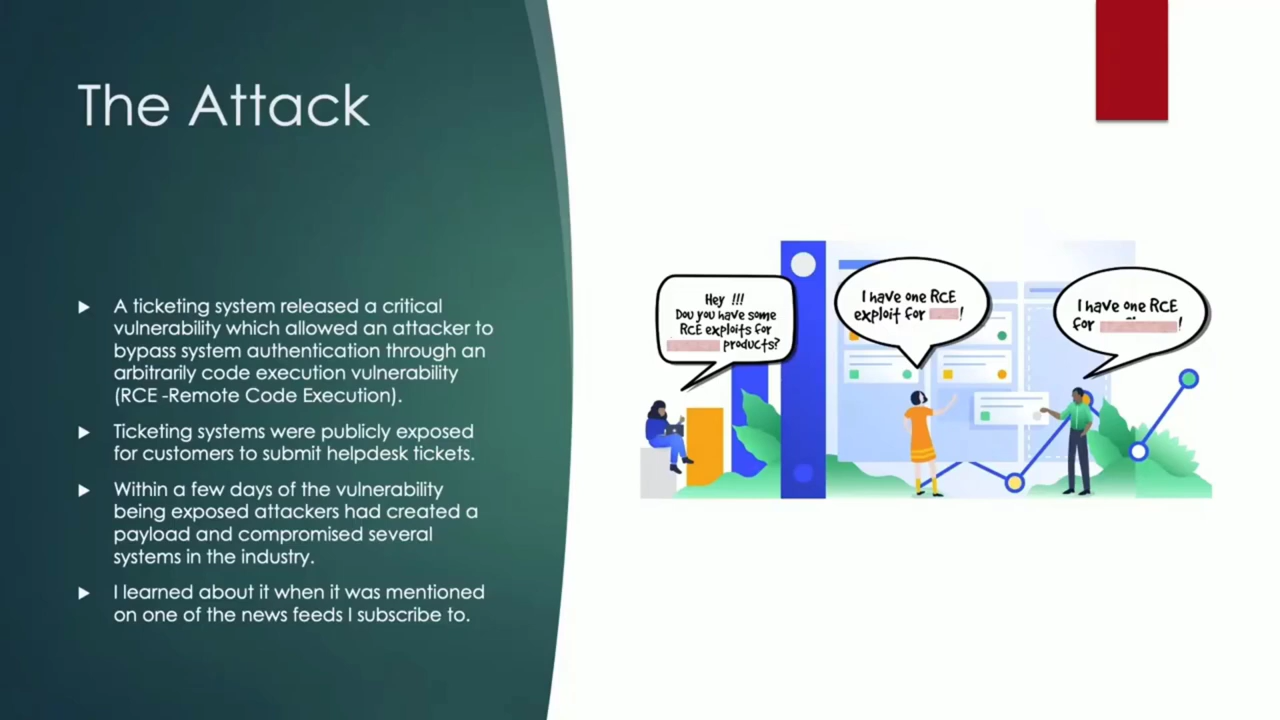 The Attack
A ticketing system released a critical
vulnerability which allowed an attacker to
bypass system authentication through an
arbitrarily code execution vulnerability
(RCE -Remote Code Execution).
Ticketing systems were publicly exposed
for customers to submit helpdesk tickets.
Within a few days of the vulnerability
being exposed attackers had created a
payload and compromised several
systems in the industry.
I learned about it when it was mentioned
on one of the news feeds I subscribe to.
Hey !!!
Dou you have some
RCE exploits for
products?
I have one RCE
exploit for !
I have one RCE
for !